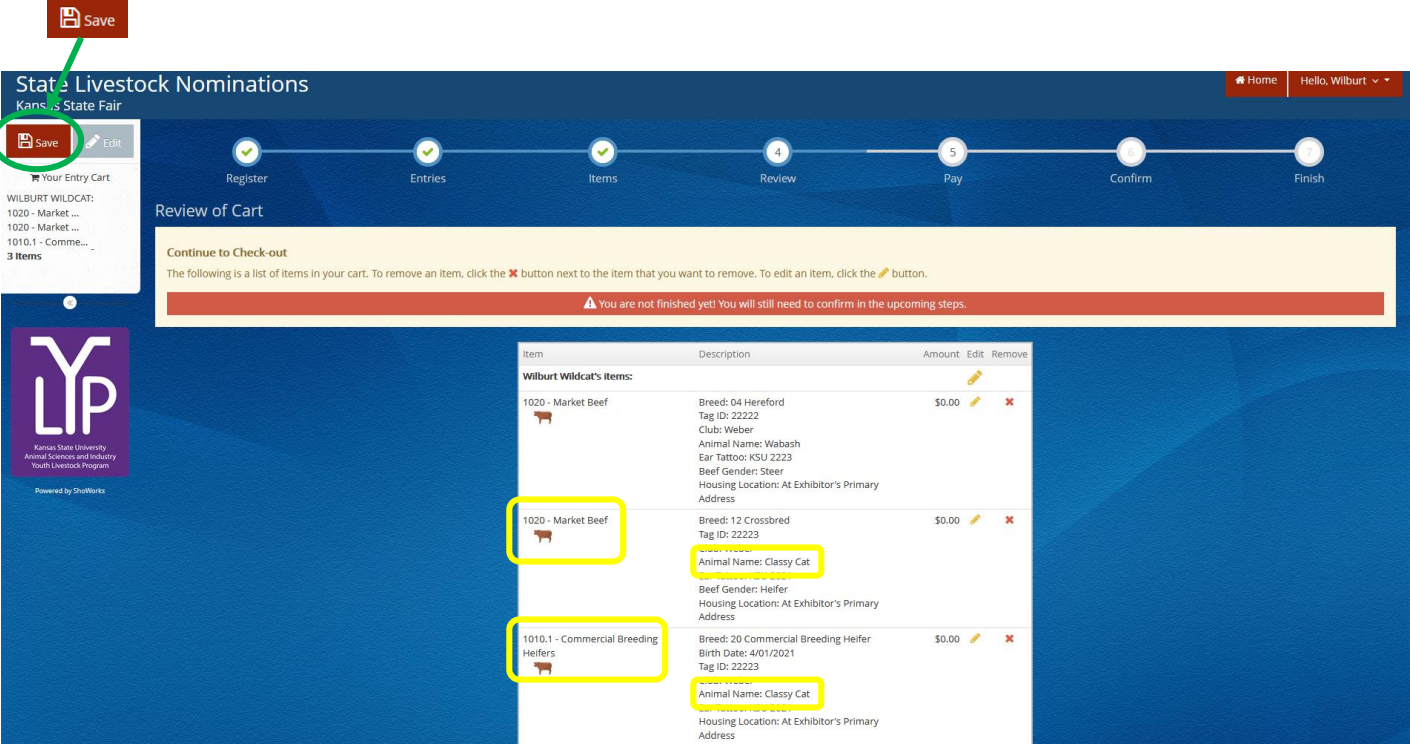 Save
State Livestock Nominations
Kansas State Fair
Home
Hello, Wilburt
Save
Edit
Your Entry Cart
WILBURT WILDCAT:
1020 - Market ...
1020 - Market ...
1010.1 - Comme...
3 Items
Register
Entries
Items
4
Review
5
Pay
6
Confirm
7
Finish
Review of Cart
Continue to Check-out
The following is a list of items in your cart. To remove an item, click the button next to the item that you want to remove. To edit an item, click the button.
You are not finished yet! You will still need to confirm in the upcoming steps.
YLP
Kansas State University
Animal Sciences and Industry
Youth Livestock Program
Powered by ShoWorks
Item Description Amount Edit Remove
Wilburt Wildcat's items:
1020 - Market Beef Breed: 04 Hereford $0.00
Tag ID: 22222
Club: Weber
Animal Name: Wabash
Ear Tattoo: KSU 2223
Beef Gender: Steer
Housing Location: At Exhibitor's Primary
Address
1020 - Market Beef Breed: 12 Crossbred $0.00
Tag ID: 22223
Club: Weber
Animal Name: Classy Cat
Beef Gender: Heifer
Housing Location: At Exhibitor's Primary
Address
1010.1 - Commercial Breeding Breed: 20 Commercial Breeding Heifer $0.00
Heifers Birth Date: 4/01/2021
Tag ID: 22223
Club: Weber
Animal Name: Classy Cat
Housing Location: At Exhibitor's Primary
Address